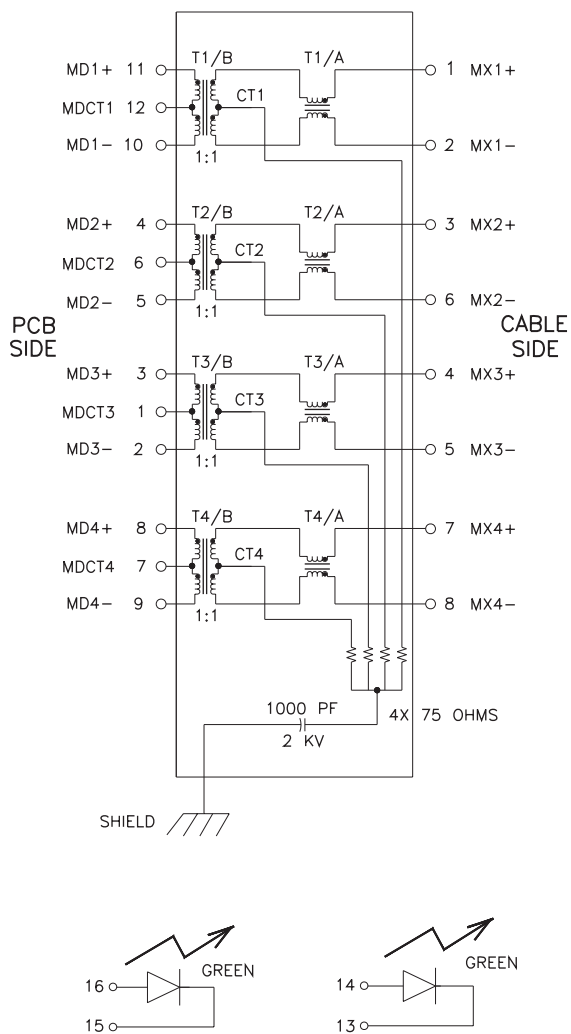 T1/B T1/A
MD1+ 11 1 MX1+
MDCT1 12 CT1
MD1− 10 2 MX1−
1:1
T2/B T2/A
MD2+ 4 3 MX2+
MDCT2 6 CT2
MD2− 5 6 MX2−
1:1
PCB SIDE
CABLE SIDE
T3/B T3/A
MD3+ 3 4 MX3+
MDCT3 1 CT3
MD3− 2 5 MX3−
1:1
T4/B T4/A
MD4+ 8 7 MX4+
MDCT4 7 CT4
MD4− 9 8 MX4−
1:1
1000 PF
2 KV
4X 75 OHMS
SHIELD
GREEN
16
15
GREEN
14
13